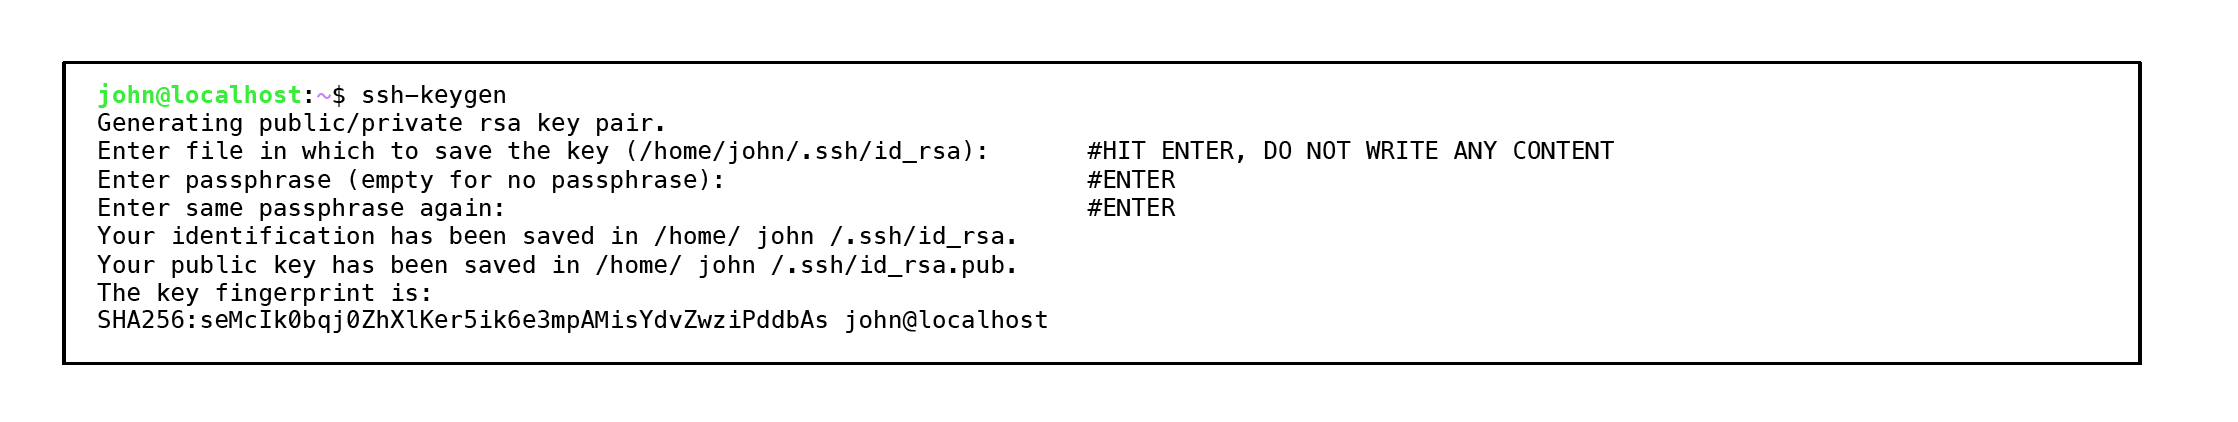 john@localhost:~$ ssh-keygen
Generating public/private rsa key pair.
Enter file in which to save the key (/home/john/.ssh/id_rsa): #HIT ENTER, DO NOT WRITE ANY CONTENT
Enter passphrase (empty for no passphrase): #ENTER
Enter same passphrase again: #ENTER
Your identification has been saved in /home/ john /.ssh/id_rsa.
Your public key has been saved in /home/ john /.ssh/id_rsa.pub.
The key fingerprint is:
SHA256:seMcIk0bqj0ZhXlKer5ik6e3mpAMisYdvZwziPddbAs john@localhost